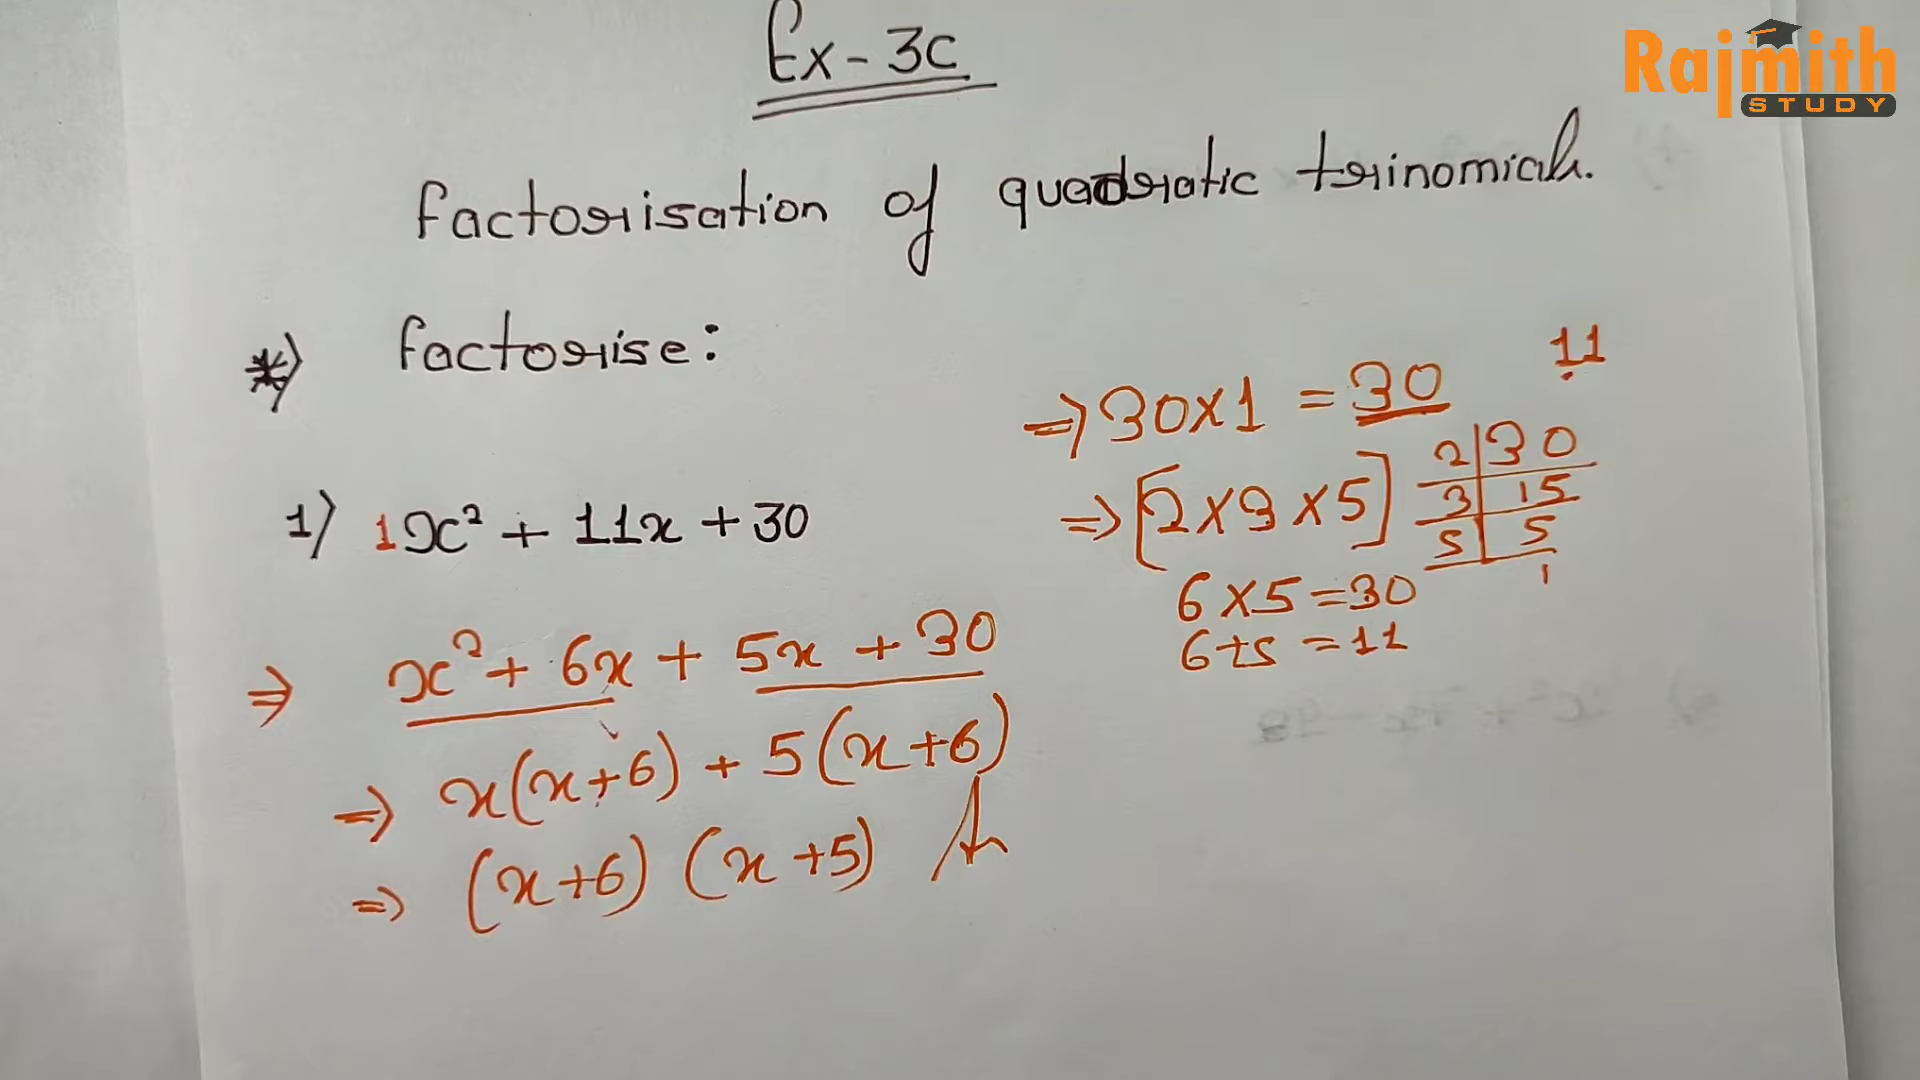 Rajmith
STUDY
Ex - 3C
factorisation of quadratic trinomials.
*) factorise:
1) 1x² + 11x + 30
⇒ x² + 6x + 5x + 30
⇒ x(x+6) + 5(x+6)
⇒ (x+6) (x+5)
11
⇒ 30×1 = 30
⇒ [2×3×5]
2|30
3|15
5|5
1
6×5=30
6+5=11